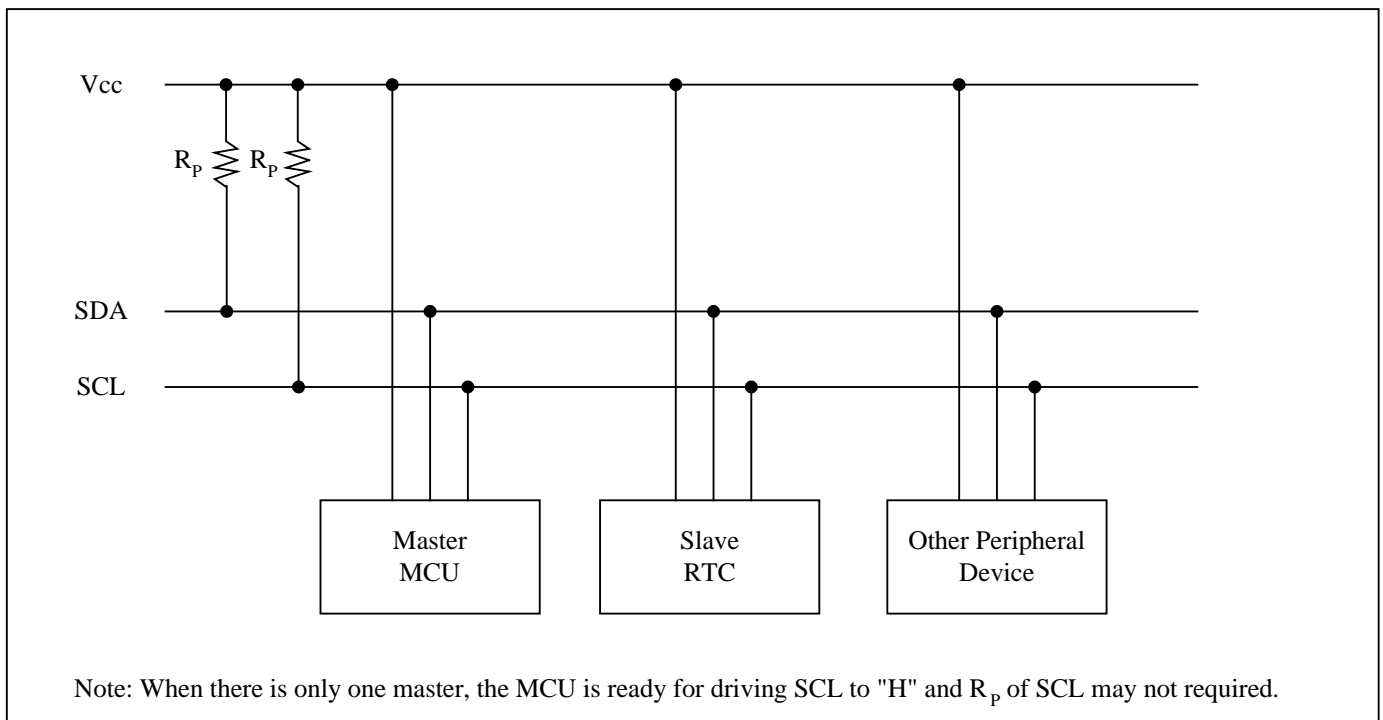 Vcc
R_P R_P
SDA
SCL
Master
MCU
Slave
RTC
Other Peripheral
Device
Note: When there is only one master, the MCU is ready for driving SCL to "H" and R_P of SCL may not required.